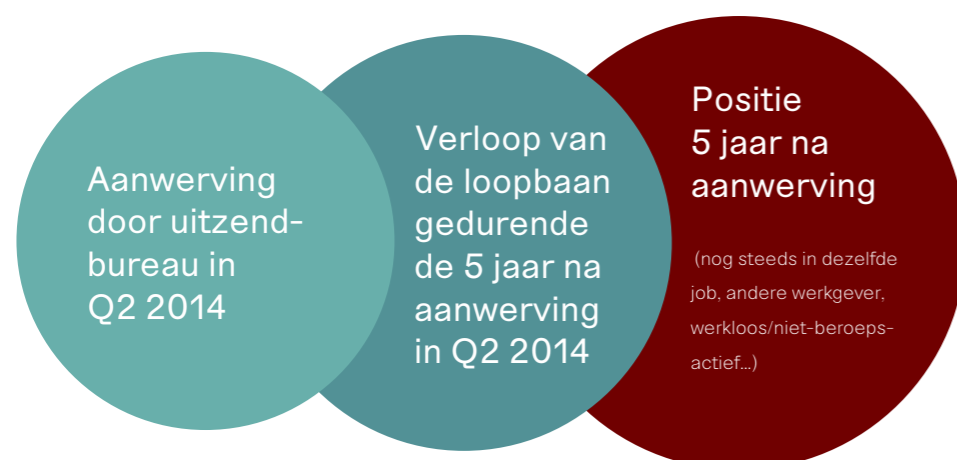 Aanwerving
door uitzend-
bureau in
Q2 2014
Verloop van
de loopbaan
gedurende
de 5 jaar na
aanwerving
in Q2 2014
Positie
5 jaar na
aanwerving
(nog steeds in dezelfde
job, andere werkgever,
werkloos/niet-beroeps-
actief...)